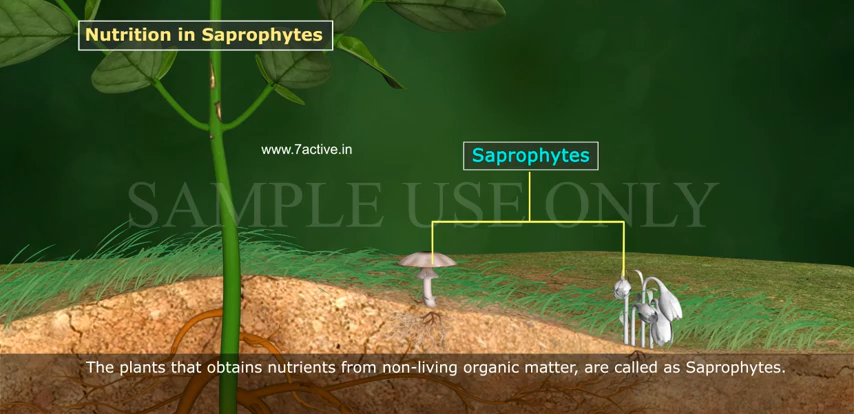 Nutrition in Saprophytes
www.7active.in
Saprophytes
SAMPLE USE ONLY
The plants that obtains nutrients from non-living organic matter, are called as Saprophytes.